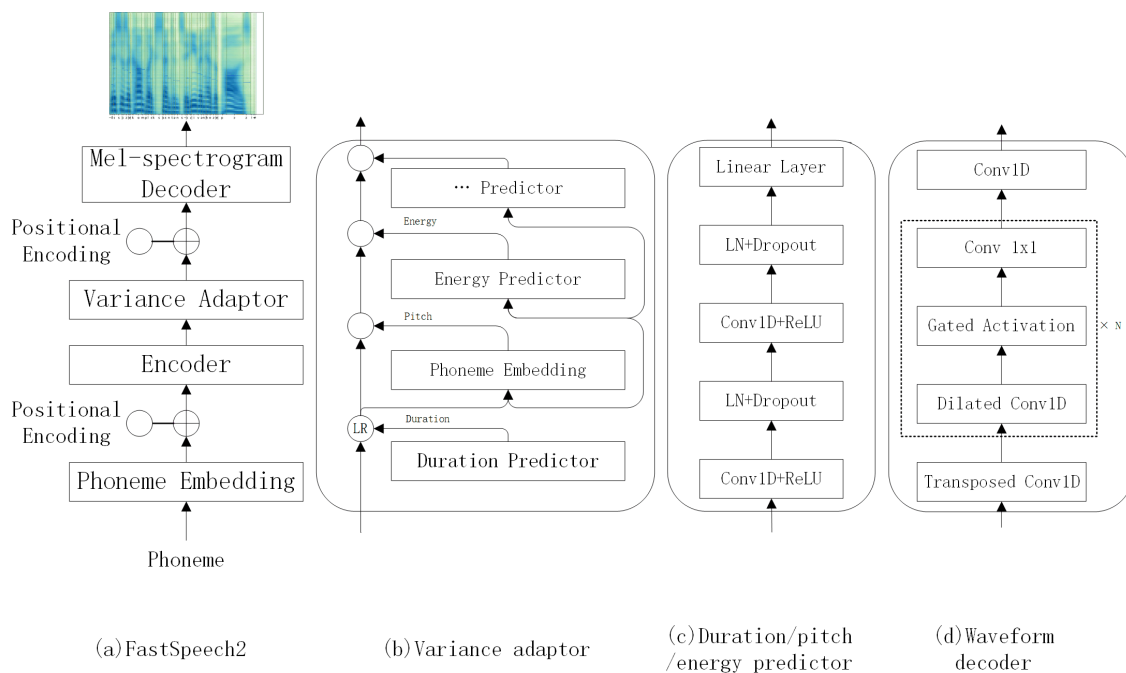 Mel-spectrogram
Decoder
Positional
Encoding
Variance Adaptor
Encoder
Positional
Encoding
Phoneme Embedding
Phoneme
(a)FastSpeech2
… Predictor
Energy
Energy Predictor
Pitch
Phoneme Embedding
Duration
LR
Duration Predictor
(b)Variance adaptor
Linear Layer
LN+Dropout
Conv1D+ReLU
LN+Dropout
Conv1D+ReLU
(c)Duration/pitch
/energy predictor
Conv1D
Conv 1x1
Gated Activation
× N
Dilated Conv1D
Transposed Conv1D
(d)Waveform
decoder